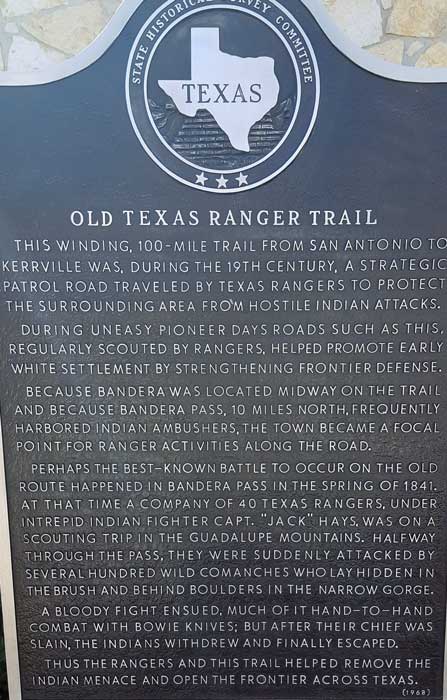 STATE HISTORICAL SURVEY COMMITTEE
TEXAS
OLD TEXAS RANGER TRAIL
THIS WINDING, 100-MILE TRAIL FROM SAN ANTONIO TO
KERRVILLE WAS, DURING THE 19TH CENTURY, A STRATEGIC
PATROL ROAD TRAVELED BY TEXAS RANGERS TO PROTECT
THE SURROUNDING AREA FROM HOSTILE INDIAN ATTACKS.
DURING UNEASY PIONEER DAYS ROADS SUCH AS THIS,
REGULARLY SCOUTED BY RANGERS, HELPED PROMOTE EARLY
WHITE SETTLEMENT BY STRENGTHENING FRONTIER DEFENSE.
BECAUSE BANDERA WAS LOCATED MIDWAY ON THE TRAIL
AND BECAUSE BANDERA PASS, 10 MILES NORTH, FREQUENTLY
HARBORED INDIAN AMBUSHERS, THE TOWN BECAME A FOCAL
POINT FOR RANGER ACTIVITIES ALONG THE ROAD.
PERHAPS THE BEST-KNOWN BATTLE TO OCCUR ON THE OLD
ROUTE HAPPENED IN BANDERA PASS IN THE SPRING OF 1841.
AT THAT TIME A COMPANY OF 40 TEXAS RANGERS, UNDER
INTREPID INDIAN FIGHTER CAPT. "JACK" HAYS, WAS ON A
SCOUTING TRIP IN THE GUADALUPE MOUNTAINS. HALFWAY
THROUGH THE PASS, THEY WERE SUDDENLY ATTACKED BY
SEVERAL HUNDRED WILD COMANCHES WHO LAY HIDDEN IN
THE BRUSH AND BEHIND BOULDERS IN THE NARROW GORGE.
A BLOODY FIGHT ENSUED, MUCH OF IT HAND-TO-HAND
COMBAT WITH BOWIE KNIVES; BUT AFTER THEIR CHIEF WAS
SLAIN, THE INDIANS WITHDREW AND FINALLY ESCAPED.
THUS THE RANGERS AND THIS TRAIL HELPED REMOVE THE
INDIAN MENACE AND OPEN THE FRONTIER ACROSS TEXAS.
(1968)